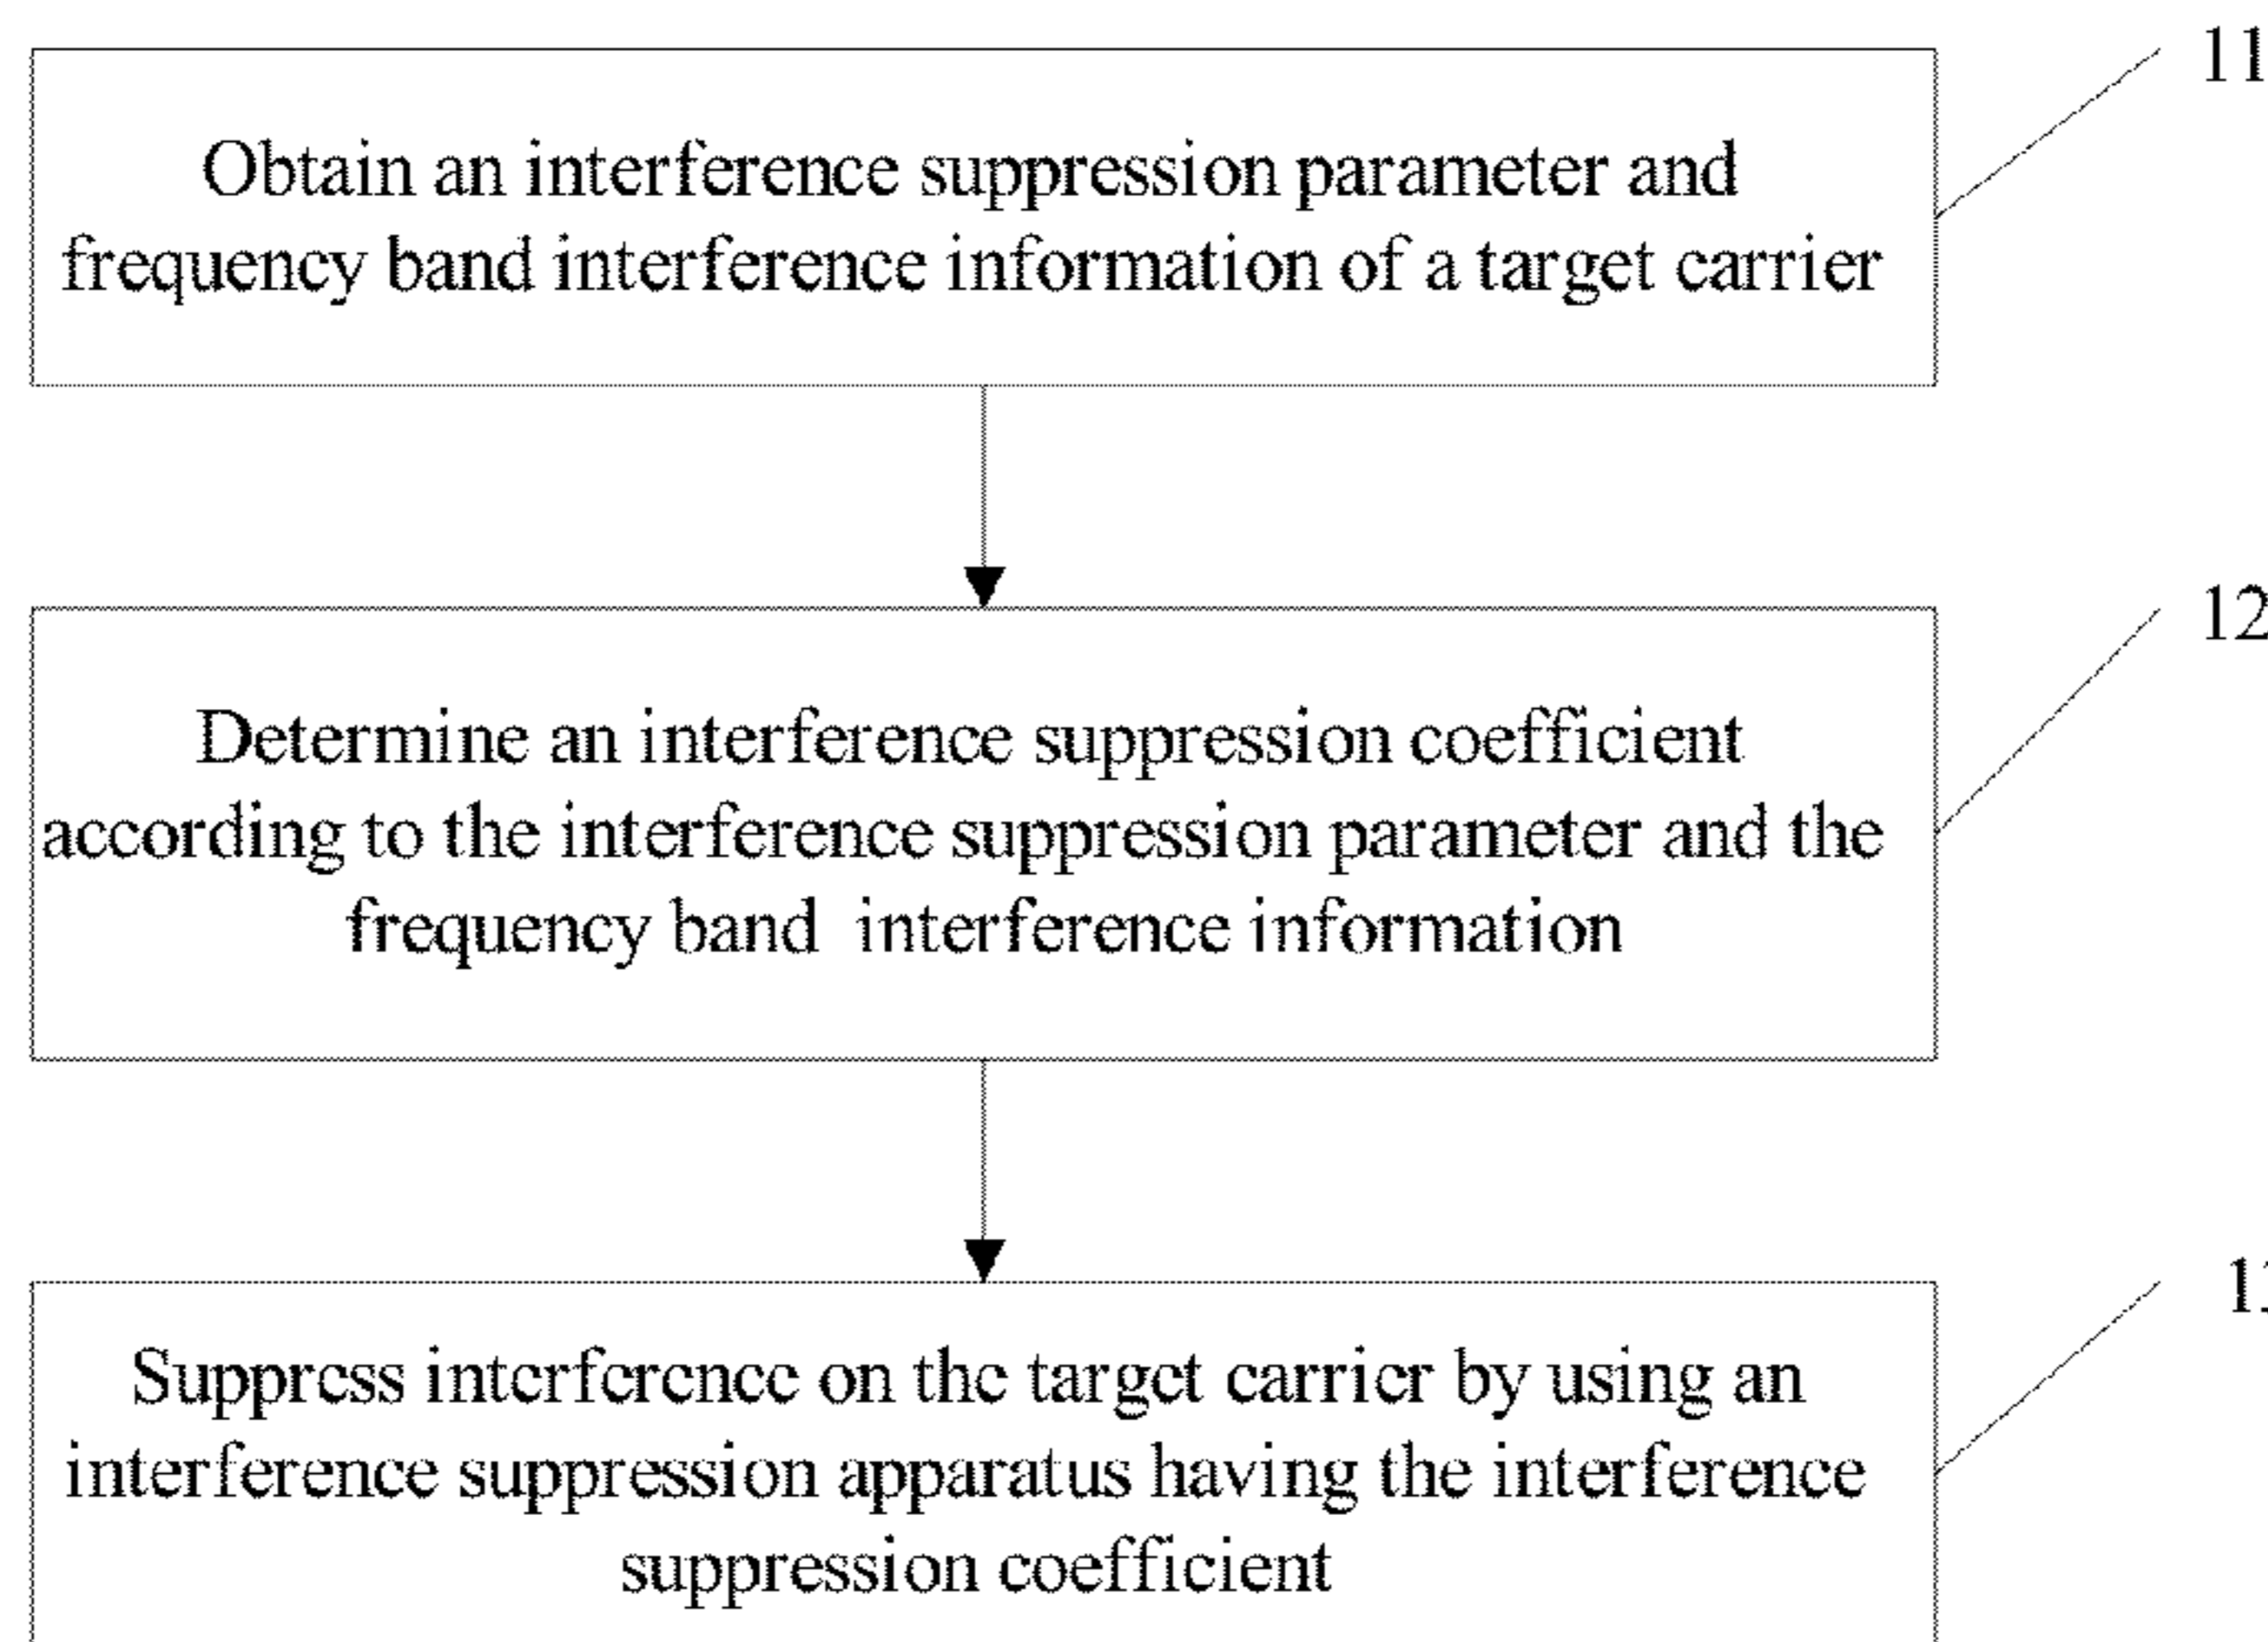 11
Obtain an interference suppression parameter and
frequency band interference information of a target carrier
12
Determine an interference suppression coefficient
according to the interference suppression parameter and the
frequency band interference information
Suppress interference on the target carrier by using an
interference suppression apparatus having the interference
suppression coefficient